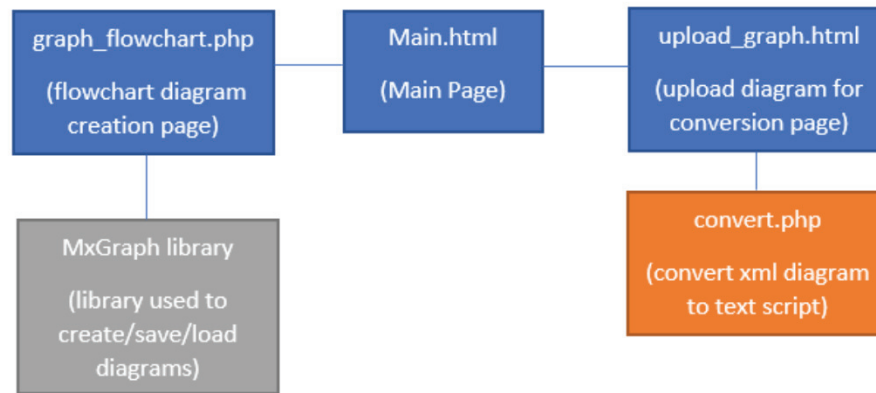 graph_flowchart.php
(flowchart diagram
creation page)
Main.html
(Main Page)
upload_graph.html
(upload diagram for
conversion page)
MxGraph library
(library used to
create/save/load
diagrams)
convert.php
(convert xml diagram
to text script)